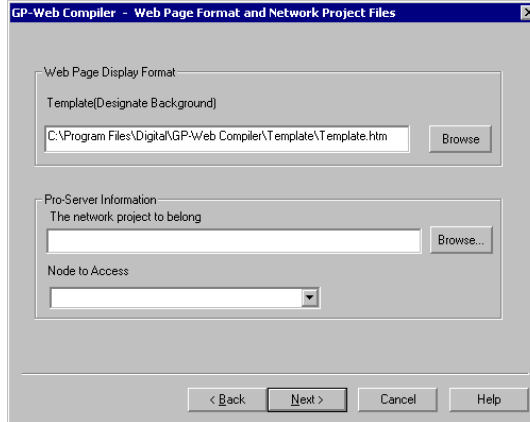 GP-Web Compiler - Web Page Format and Network Project Files
Web Page Display Format
Template(Designate Background)
C:\Program Files\Digital\GP-Web Compiler\Template\Template.htm
Browse
Pro-Server Information
The network project to belong
Browse...
Node to Access
< Back
Next >
Cancel
Help